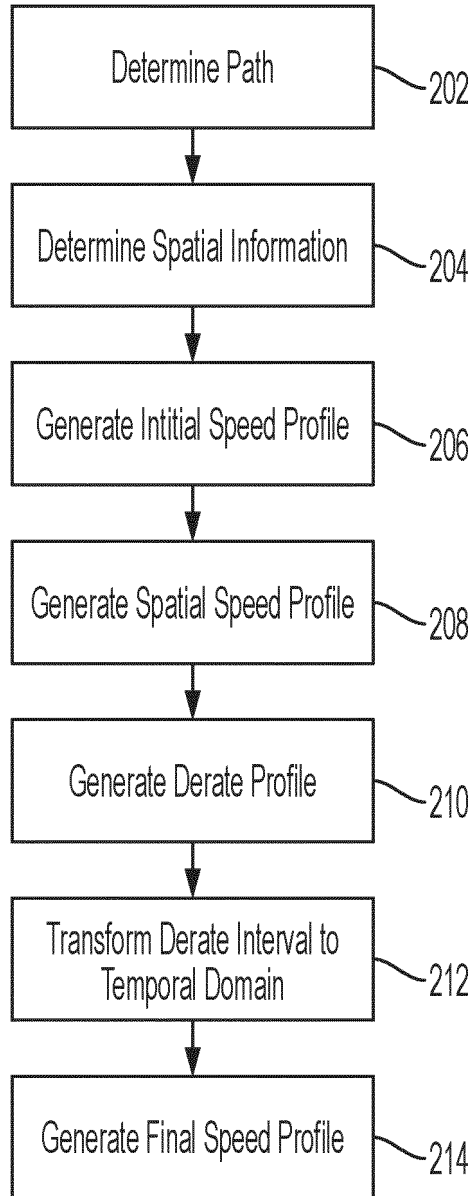 Determine Path
202
Determine Spatial Information
204
Generate Intitial Speed Profile
206
Generate Spatial Speed Profile
208
Generate Derate Profile
210
Transform Derate Interval to
Temporal Domain
212
Generate Final Speed Profile
214